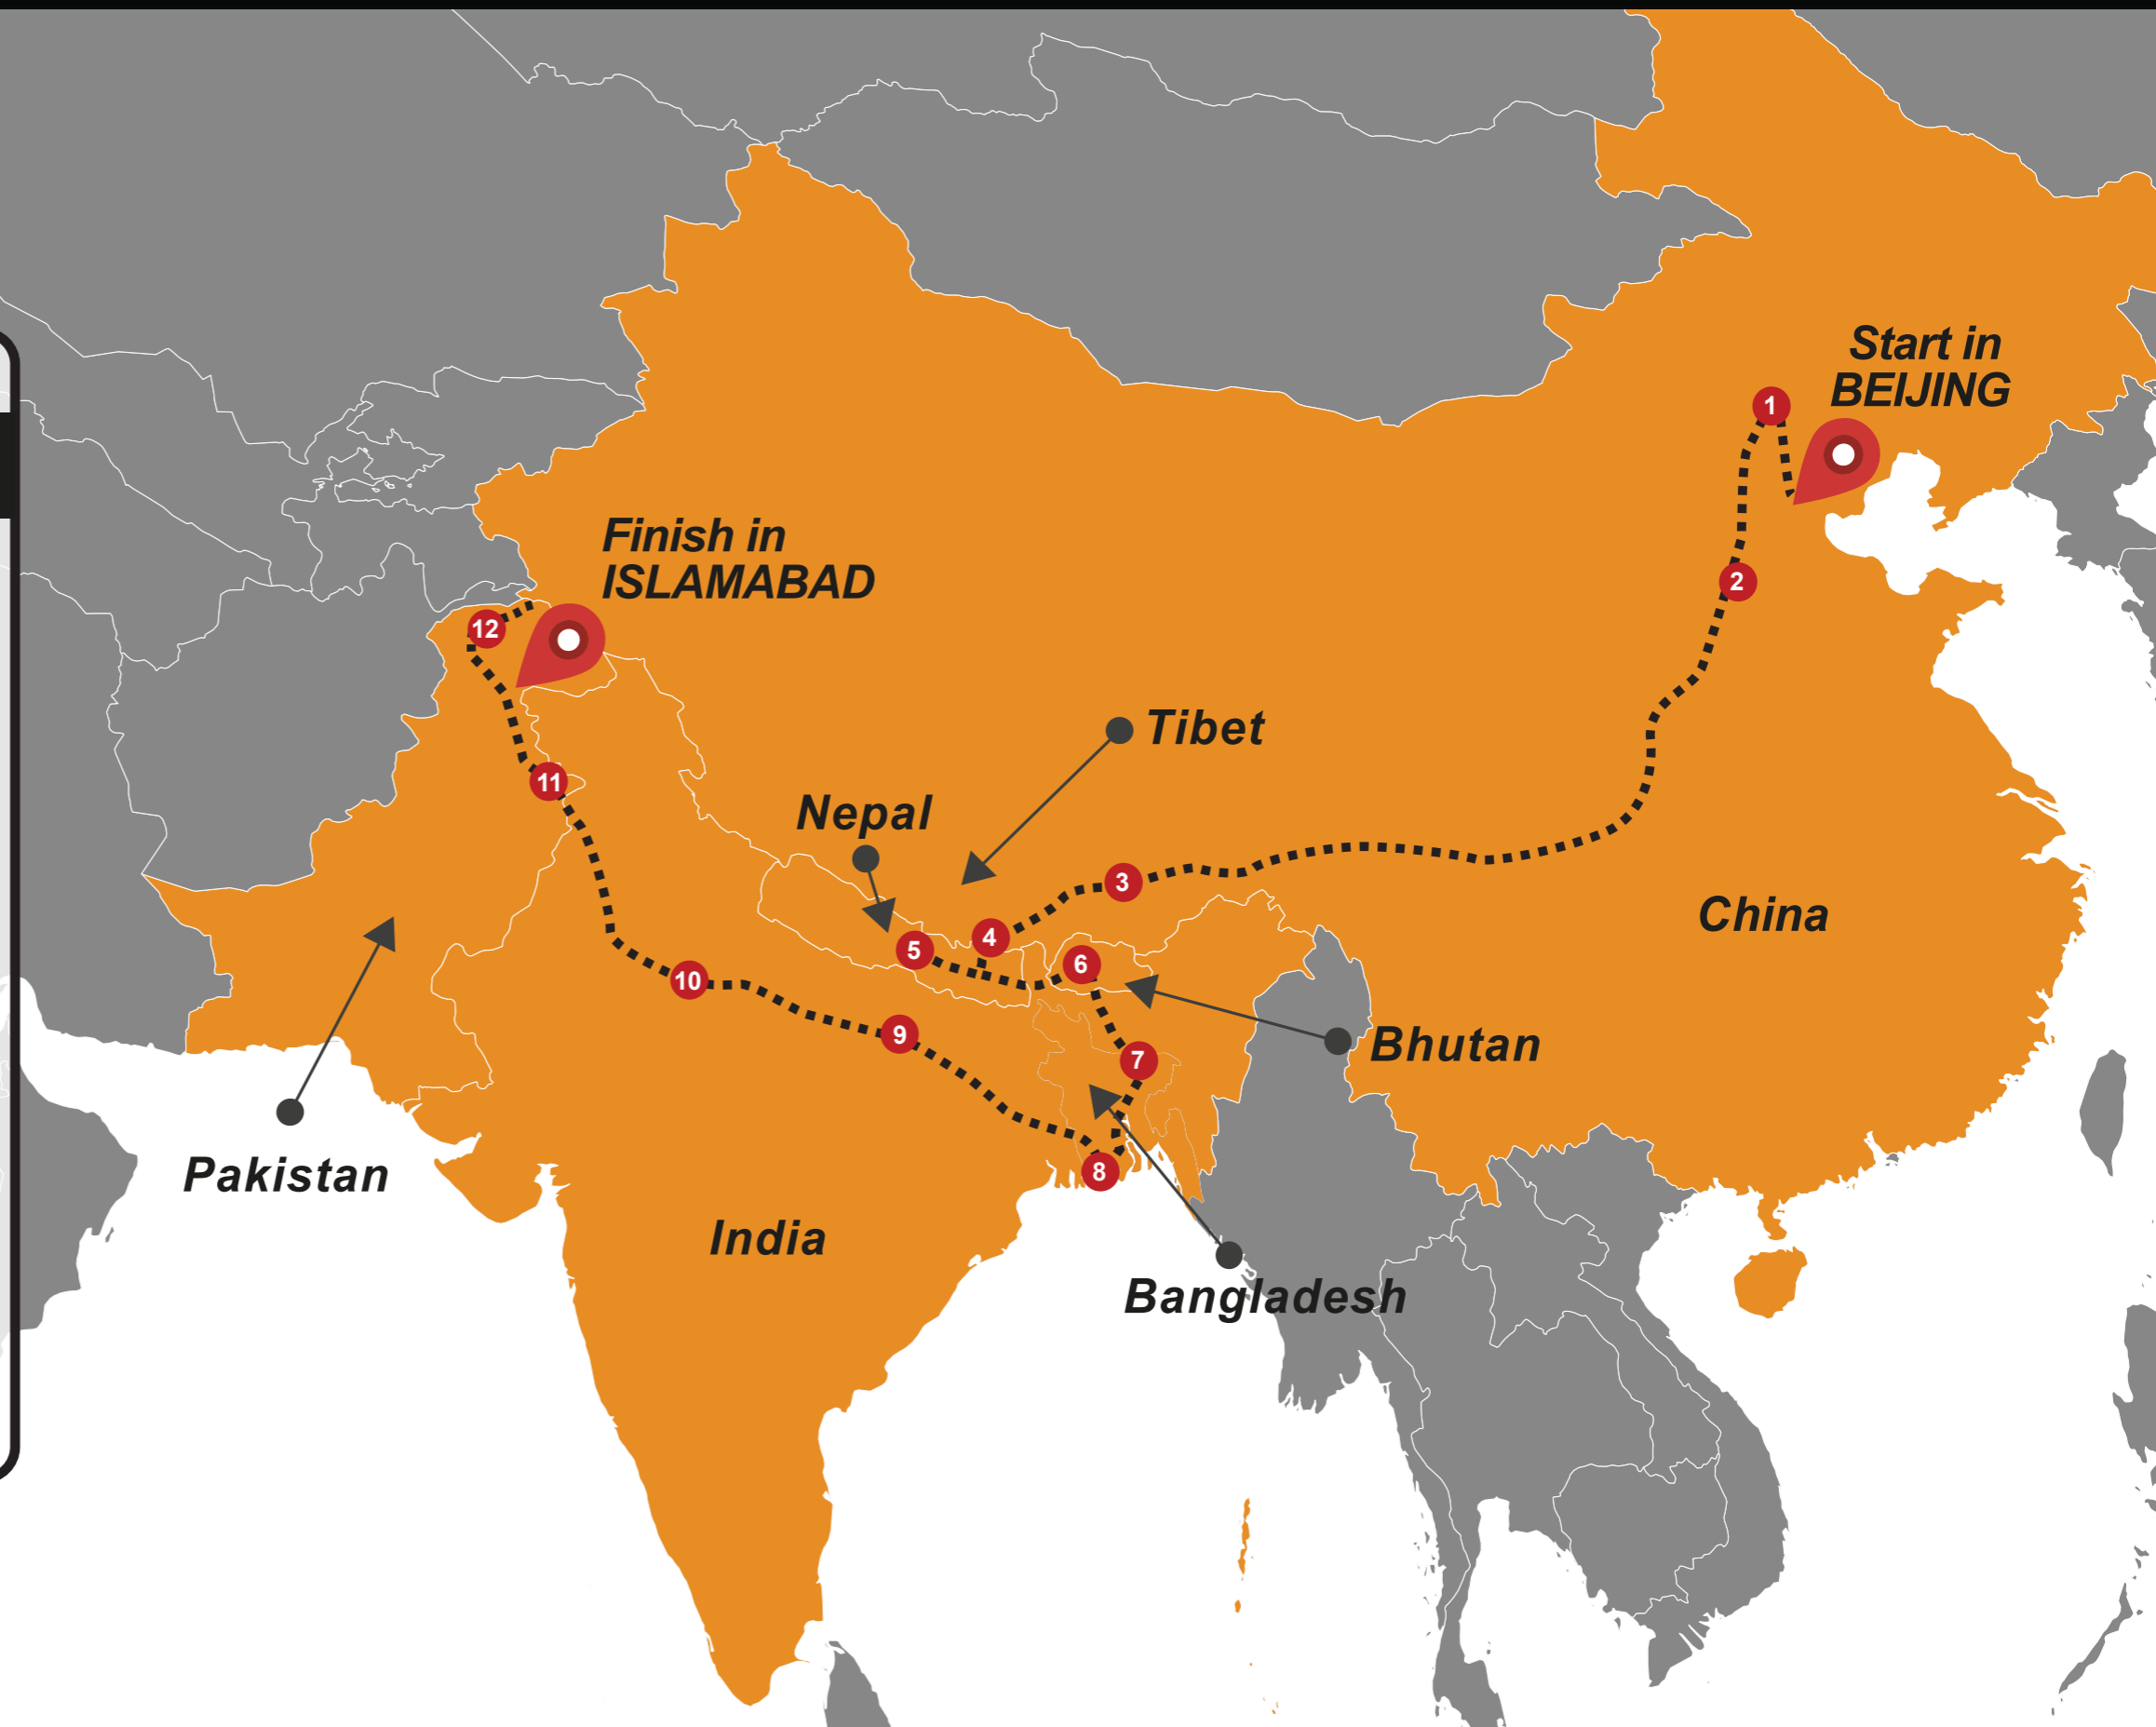 Start in
BEIJING
1
2
Finish in
ISLAMABAD
12
11
Tibet
Nepal
3
4
5
6
China
10
9
7
Bhutan
8
Pakistan
India
Bangladesh